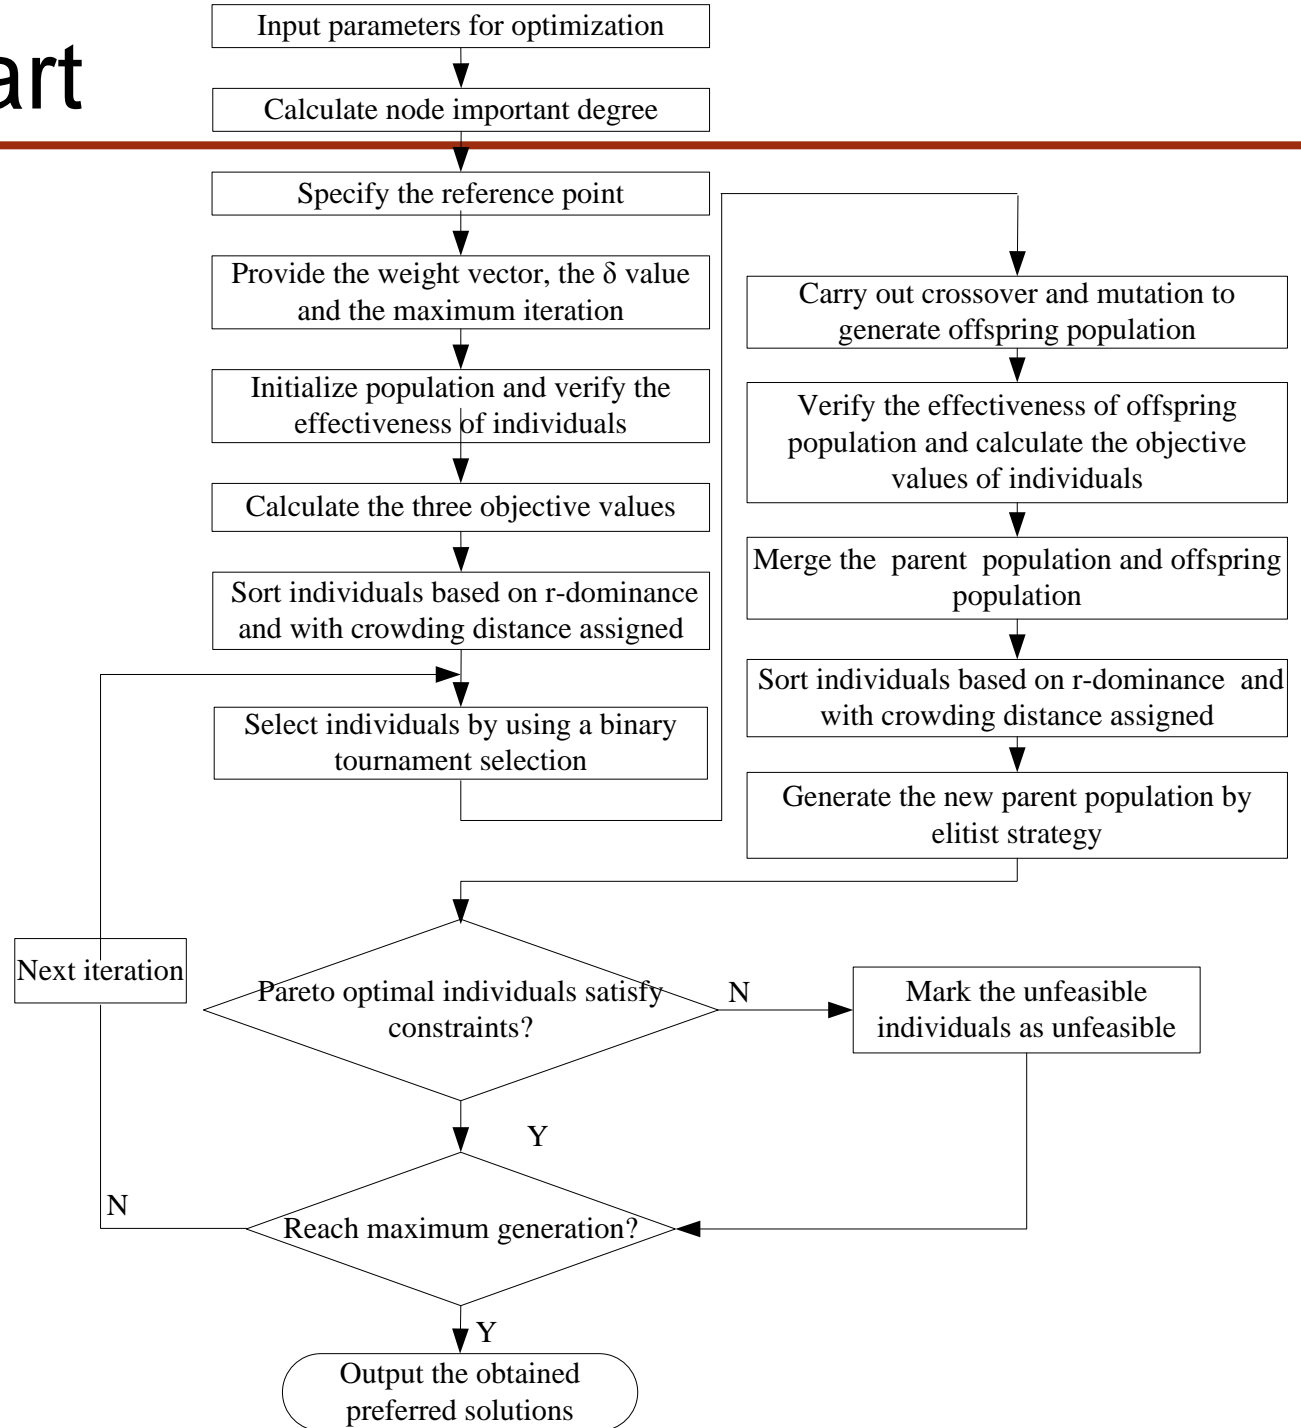 art
Input parameters for optimization
Calculate node important degree
Specify the reference point
Provide the weight vector, the δ value
and the maximum iteration
Initialize population and verify the
effectiveness of individuals
Calculate the three objective values
Sort individuals based on r-dominance
and with crowding distance assigned
Select individuals by using a binary
tournament selection
Carry out crossover and mutation to
generate offspring population
Verify the effectiveness of offspring
population and calculate the objective
values of individuals
Merge the parent population and offspring
population
Sort individuals based on r-dominance and
with crowding distance assigned
Generate the new parent population by
elitist strategy
Next iteration
Pareto optimal individuals satisfy
constraints?
N
Mark the unfeasible
individuals as unfeasible
Y
N
Reach maximum generation?
Y
Output the obtained
preferred solutions